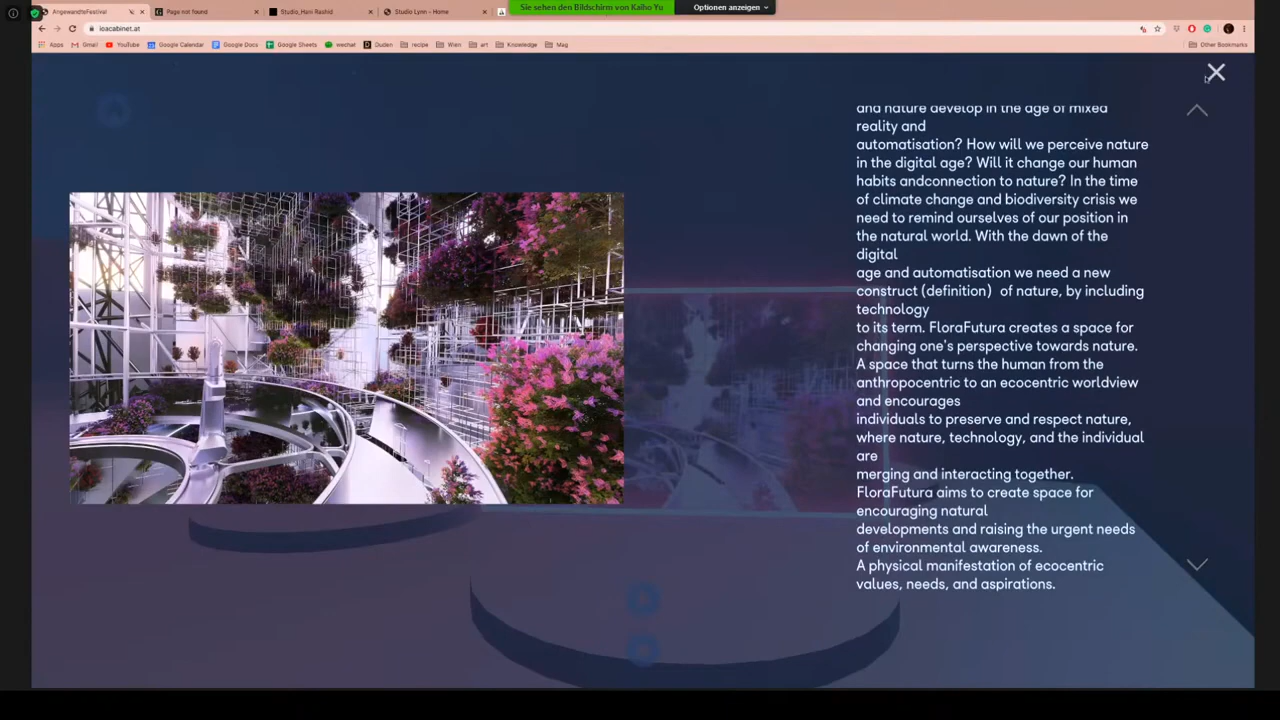 Sie sehen den Bildschirm von Kaiho Yu
Optionen anzeigen
AngewandteFestival
Page not found
Studio_Hani Rashid
Studio Lynn – Home
ioacabinet.at
Apps
Gmail
YouTube
Google Calendar
Google Docs
Google Sheets
wechat
Duden
recipe
Wien
art
Knowledge
Mag
Other Bookmarks
and nature develop in the age of mixed
reality and
automatisation? How will we perceive nature
in the digital age? Will it change our human
habits andconnection to nature? In the time
of climate change and biodiversity crisis we
need to remind ourselves of our position in
the natural world. With the dawn of the
digital
age and automatisation we need a new
construct (definition) of nature, by including
technology
to its term. FloraFutura creates a space for
changing one's perspective towards nature.
A space that turns the human from the
anthropocentric to an ecocentric worldview
and encourages
individuals to preserve and respect nature,
where nature, technology, and the individual
are
merging and interacting together.
FloraFutura aims to create space for
encouraging natural
developments and raising the urgent needs
of environmental awareness.
A physical manifestation of ecocentric
values, needs, and aspirations.